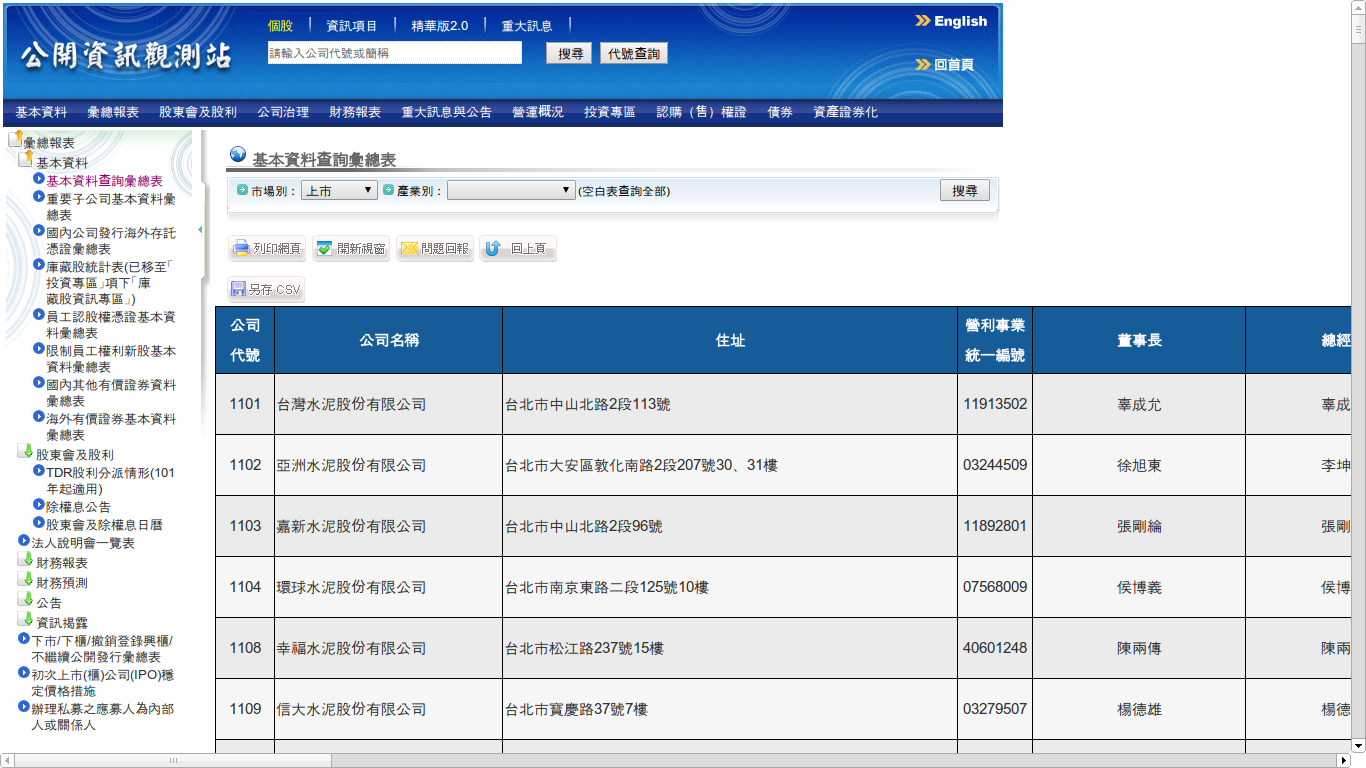 個股
資訊項目
精華版2.0
重大訊息
English
公開資訊觀測站
請輸入公司代號或簡稱
搜尋
代號查詢
回首頁
基本資料 彙總報表 股東會及股利 公司治理 財務報表 重大訊息與公告 營運概況 投資專區 認購（售）權證 債券 資產證券化
彙總報表
基本資料
基本資料查詢彙總表
重要子公司基本資料彙
總表
國內公司發行海外存託
憑證彙總表
庫藏股統計表(已移至「
投資專區」項下「庫
藏股資訊專區」)
員工認股權憑證基本資
料彙總表
限制員工權利新股基本
資料彙總表
國內其他有價證券資料
彙總表
海外有價證券基本資料
彙總表
股東會及股利
TDR股利分派情形(101
年起適用)
除權息公告
股東會及除權息日曆
法人說明會一覽表
財務報表
財務預測
公告
資訊揭露
下市/下櫃/撤銷登錄興櫃/
不繼續公開發行彙總表
初次上市(櫃)公司(IPO)穩
定價格措施
辦理私募之應募人為內部
人或關係人
基本資料查詢彙總表
市場別： 上市 產業別： (空白表查詢全部) 搜尋
列印網頁 開新視窗 問題回報 回上頁
另存 CSV
公司
代號
公司名稱
住址
營利事業
統一編號
董事長
總經
1101 台灣水泥股份有限公司 台北市中山北路2段113號 11913502 辜成允 辜成
1102 亞洲水泥股份有限公司 台北市大安區敦化南路2段207號30、31樓 03244509 徐旭東 李坤
1103 嘉新水泥股份有限公司 台北市中山北路2段96號 11892801 張剛綸 張剛
1104 環球水泥股份有限公司 台北市南京東路二段125號10樓 07568009 侯博義 侯博
1108 幸福水泥股份有限公司 台北市松江路237號15樓 40601248 陳兩傳 陳兩
1109 信大水泥股份有限公司 台北市寶慶路37號7樓 03279507 楊德雄 楊德